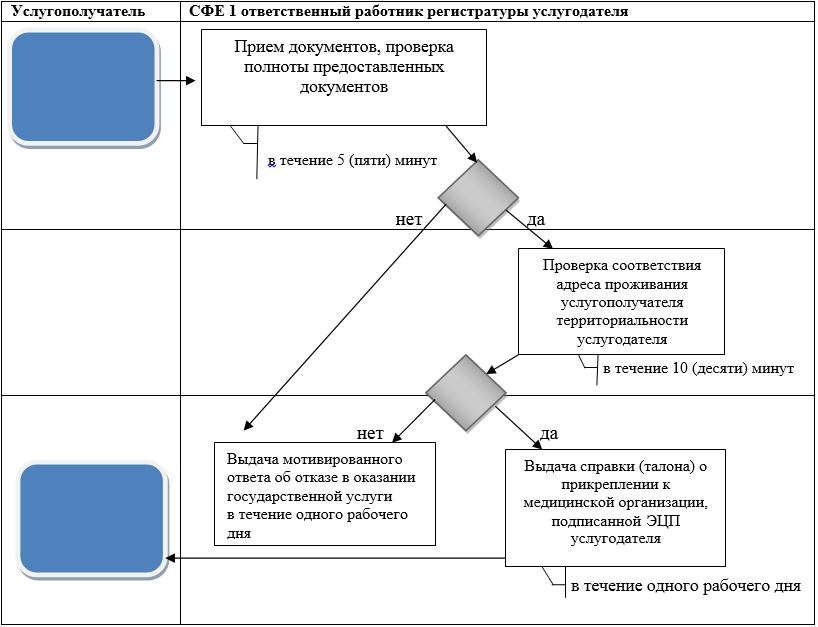 Услугополучатель
СФЕ 1 ответственный работник регистратуры услугодателя
Прием документов, проверка
полноты предоставленных
документов
в течение 5 (пяти) минут
нет
да
Проверка соответствия
адреса проживания
услугополучателя
территориальности
услугодателя
в течение 10 (десяти) минут
нет
да
Выдача мотивированного
ответа об отказе в оказании
государственной услуги
в течение одного рабочего
дня
Выдача справки (талона) о
прикреплении к
медицинской организации,
подписанной ЭЦП
услугодателя
в течение одного рабочего дня